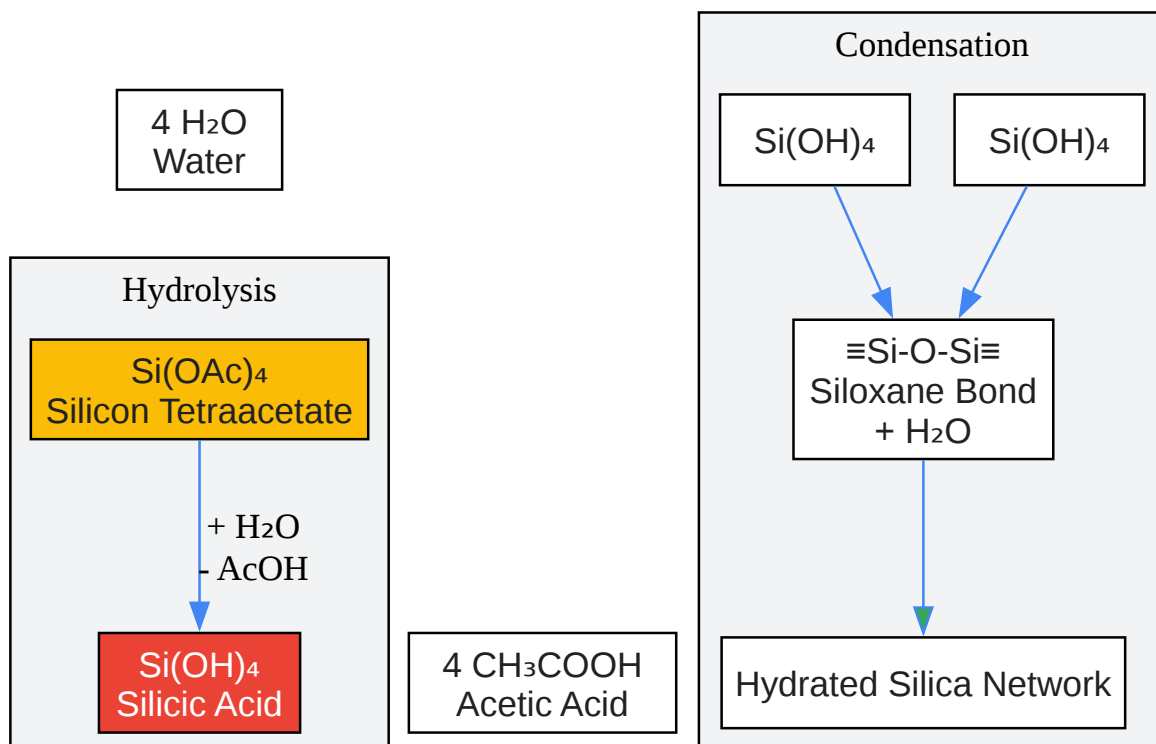 4 H₂O
Water
Hydrolysis
Si(OAc)₄
Silicon Tetraacetate
+ H₂O
- AcOH
Si(OH)₄
Silicic Acid
4 CH₃COOH
Acetic Acid
Condensation
Si(OH)₄
Si(OH)₄
≡Si-O-Si≡
Siloxane Bond
+ H₂O
Hydrated Silica Network